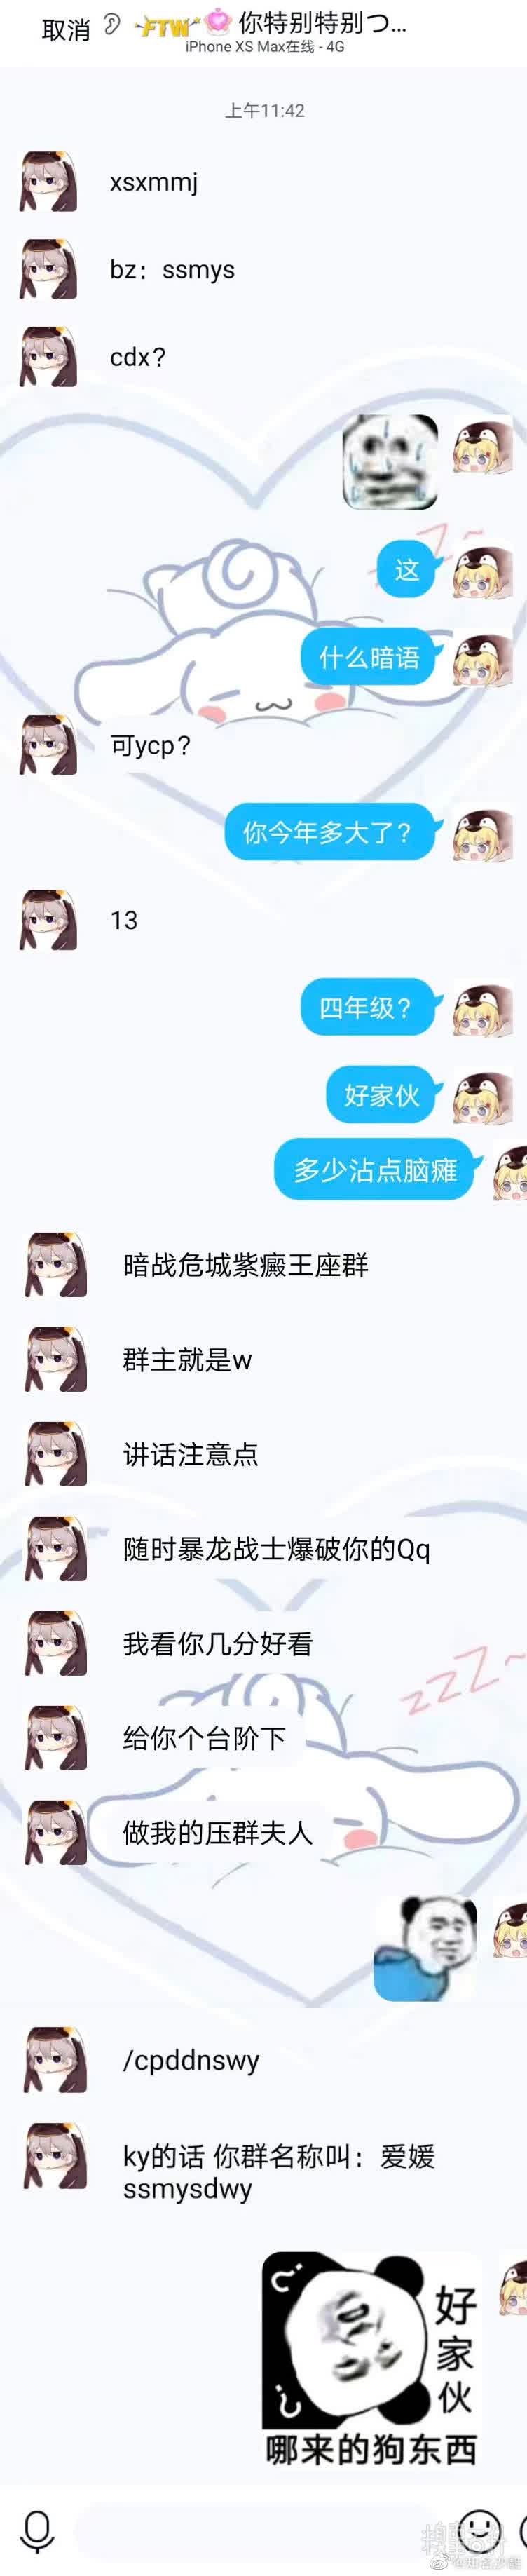 取消
FTW
你特别特别つ...
iPhone XS Max在线 - 4G
上午11:42
xsxmmj
bz：ssmys
cdx？
这
什么暗语
可ycp？
你今年多大了？
13
四年级？
好家伙
多少沾点脑瘫
暗战危城紫癜王座群
群主就是w
讲话注意点
随时暴龙战士爆破你的Qq
我看你几分好看
zZZ~
给你个台阶下
做我的压群夫人
/cpddnswy
ky的话 你群名称叫：爱媛
ssmysdwy
好家伙
哪来的狗东西